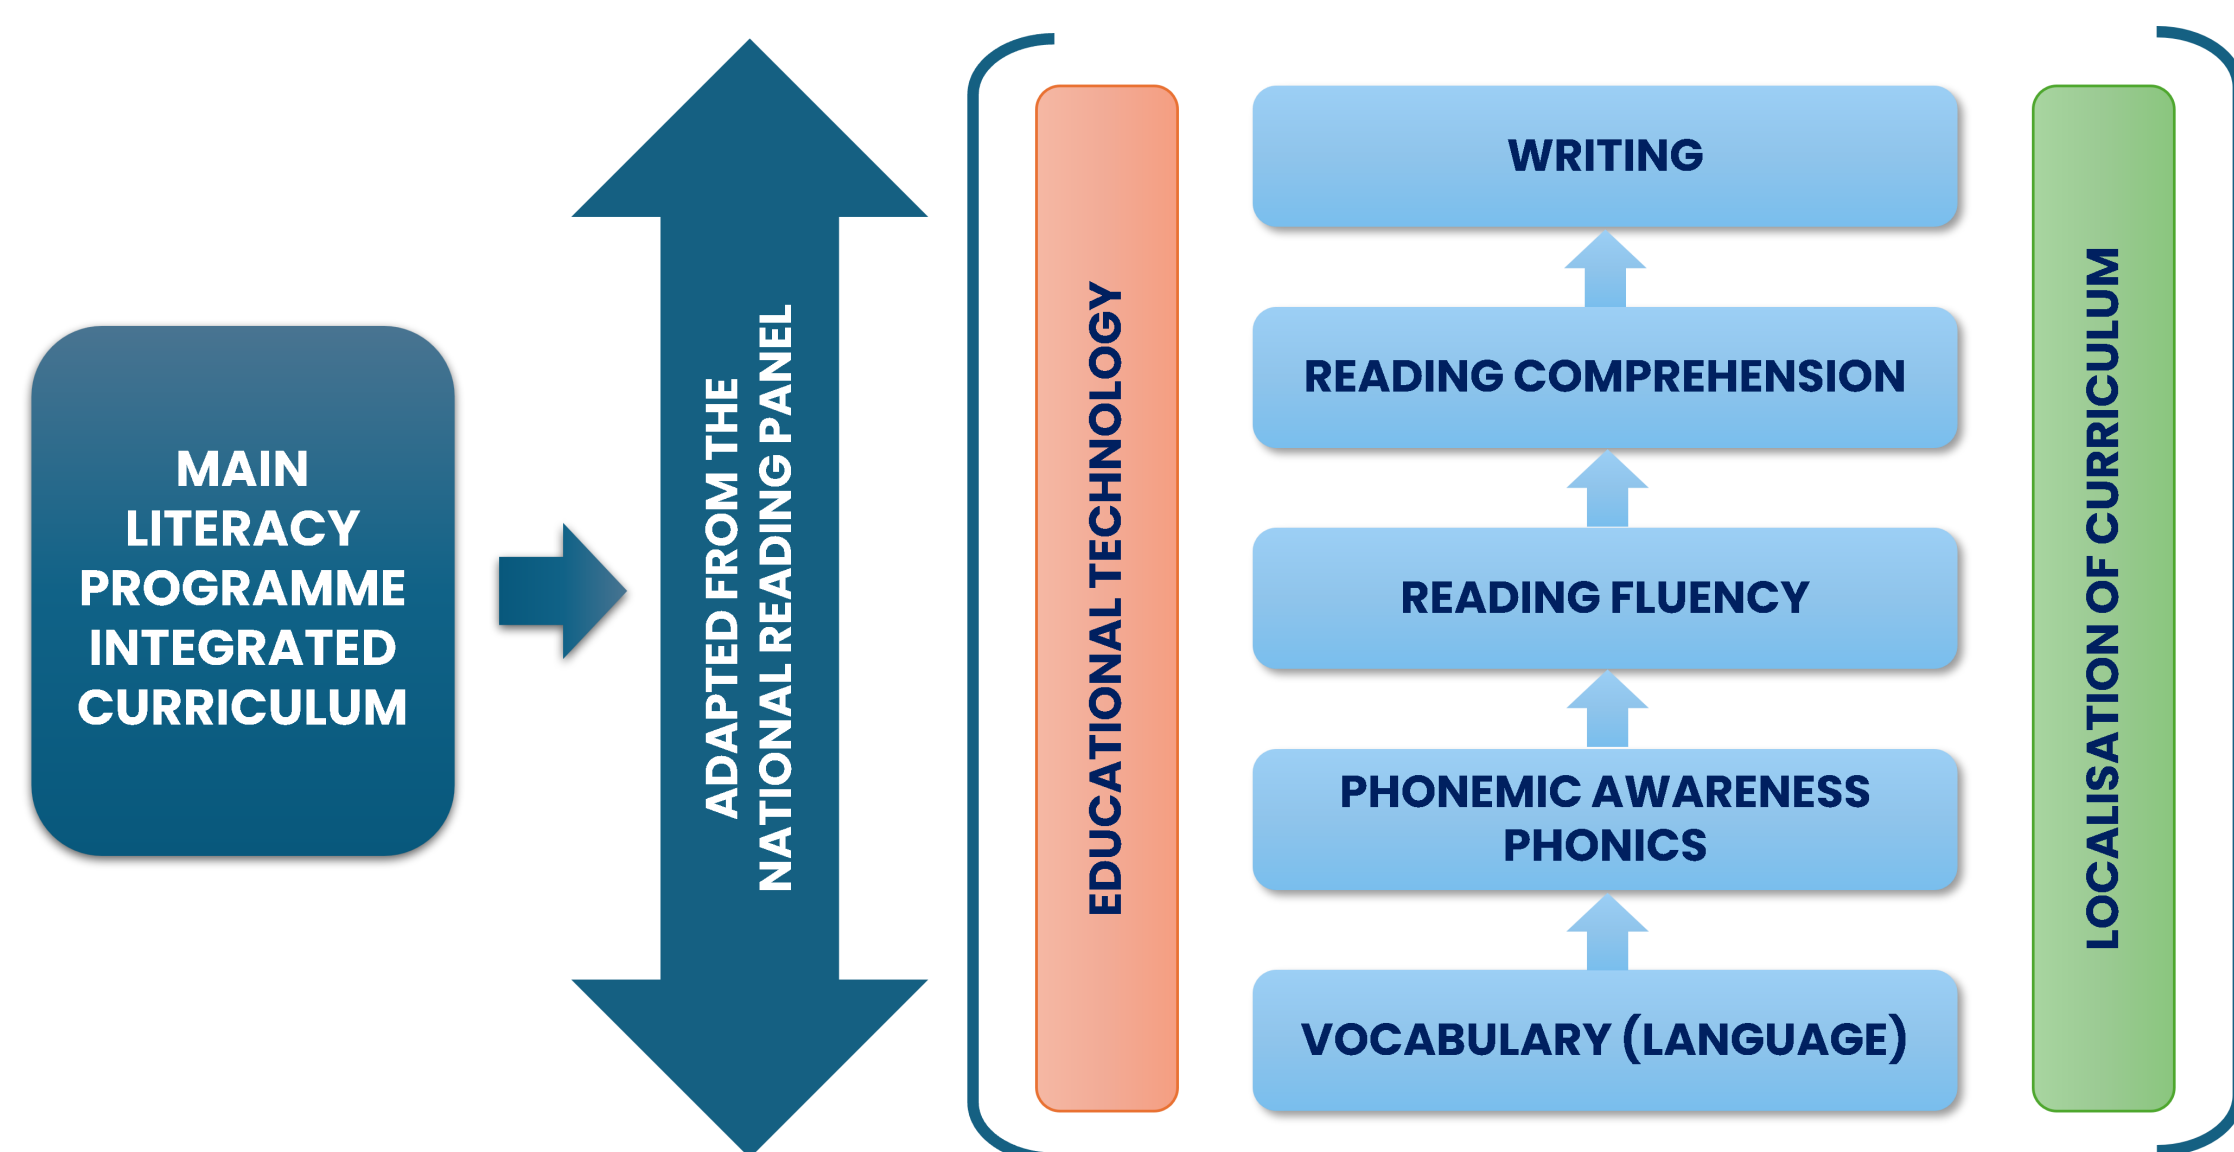 MAIN
LITERACY
PROGRAMME
INTEGRATED
CURRICULUM
ADAPTED FROM THE
NATIONAL READING PANEL
EDUCATIONAL TECHNOLOGY
WRITING
READING COMPREHENSION
READING FLUENCY
PHONEMIC AWARENESS
PHONICS
VOCABULARY (LANGUAGE)
LOCALISATION OF CURRICULUM